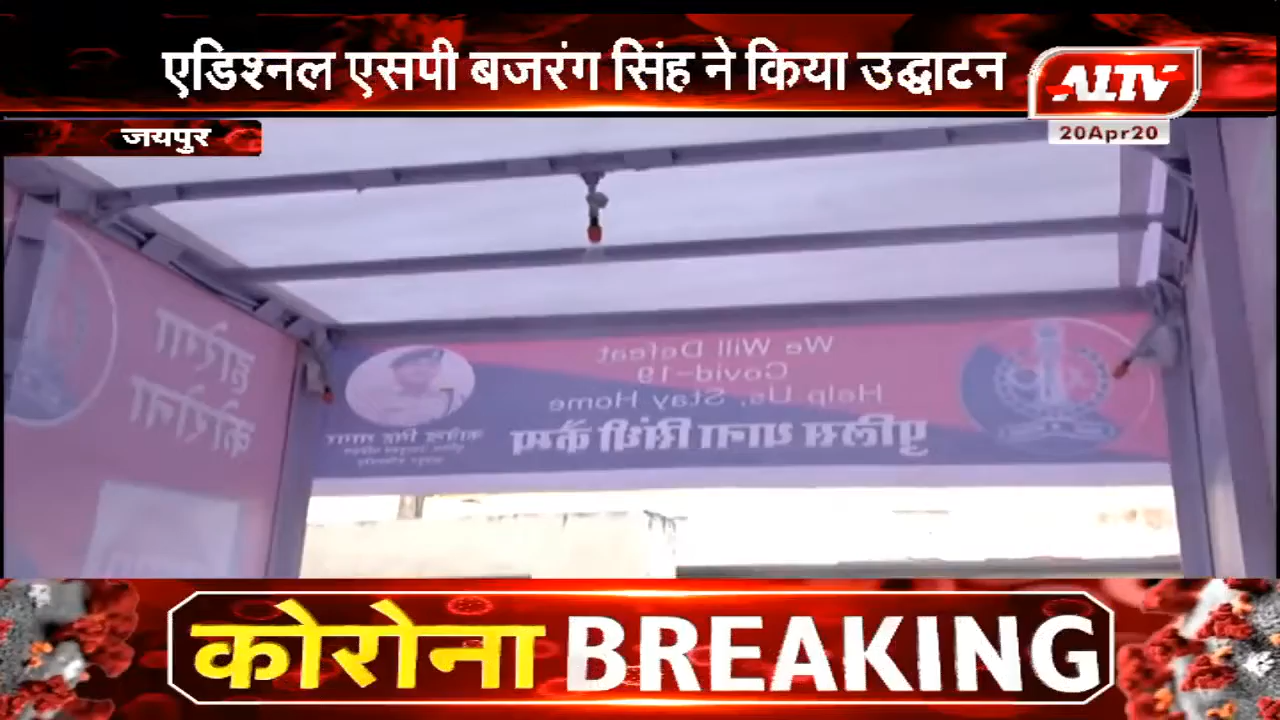 एडिश्नल एसपी बजरंग सिंह ने किया उद्घाटन
ALTV
20Apr20
जयपुर
We Will Defeat
Covid-19
Help Us, Stay Home
पुलिस थाना सिंधी कैम्प
हारेगा
कोरोना
कोरोना BREAKING